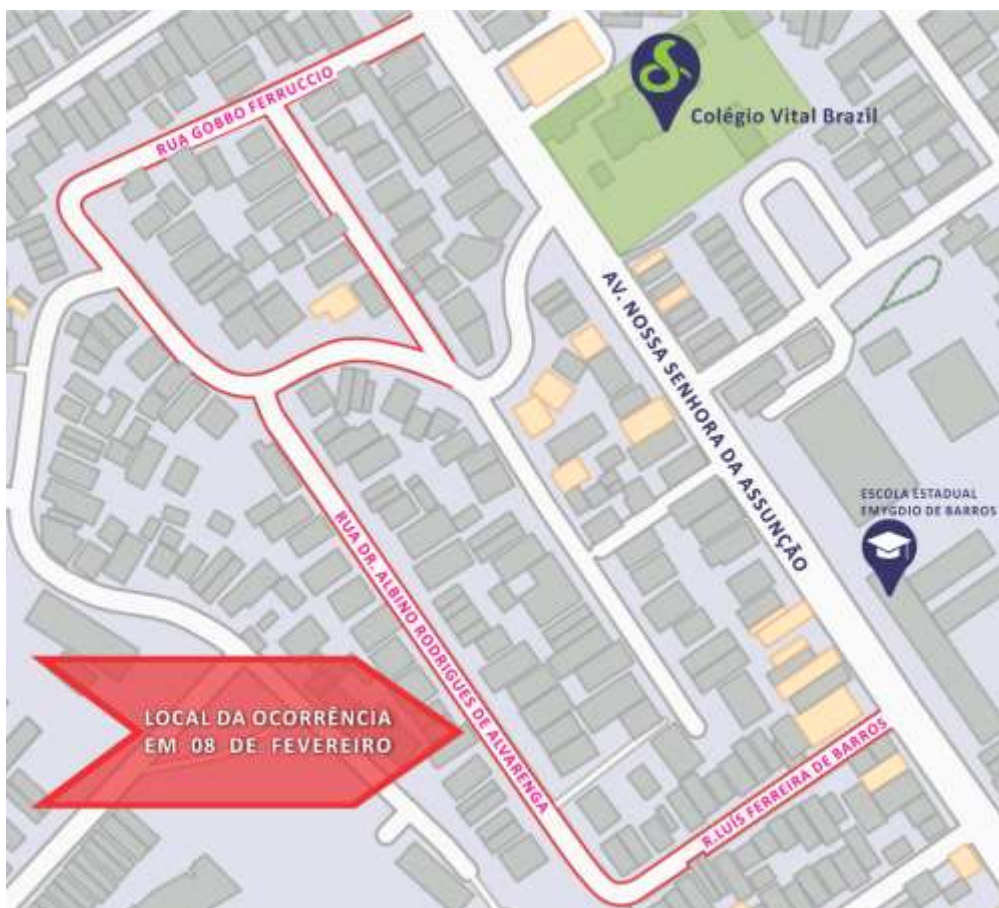 RUA GOBBO FERRUCCIO
Colégio Vital Brazil
AV. NOSSA SENHORA DA ASSUNÇÃO
ESCOLA ESTADUAL
EMYGDIO DE BARROS
RUA DR. ALBINO RODRIGUES DE ALVARENGA
LOCAL DA OCORRÊNCIA
EM 08 DE FEVEREIRO
R.LUÍS FERREIRA DE BARROS